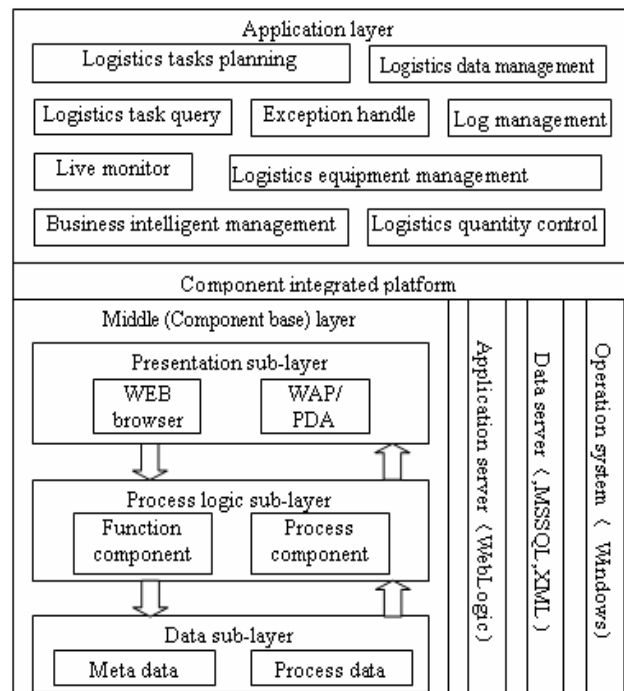 Application layer
Logistics tasks planning
Logistics data management
Logistics task query
Exception handle
Log management
Live monitor
Logistics equipment management
Business intelligent management
Logistics quantity control
Component integrated platform
Middle (Component base) layer
Presentation sub-layer
WEB
browser
WAP/
PDA
Process logic sub-layer
Function
component
Process
component
Data sub-layer
Meta data
Process data
Application server（WebLogic）
Data server（,MSSQL,XML）
Operation system（ Windows）